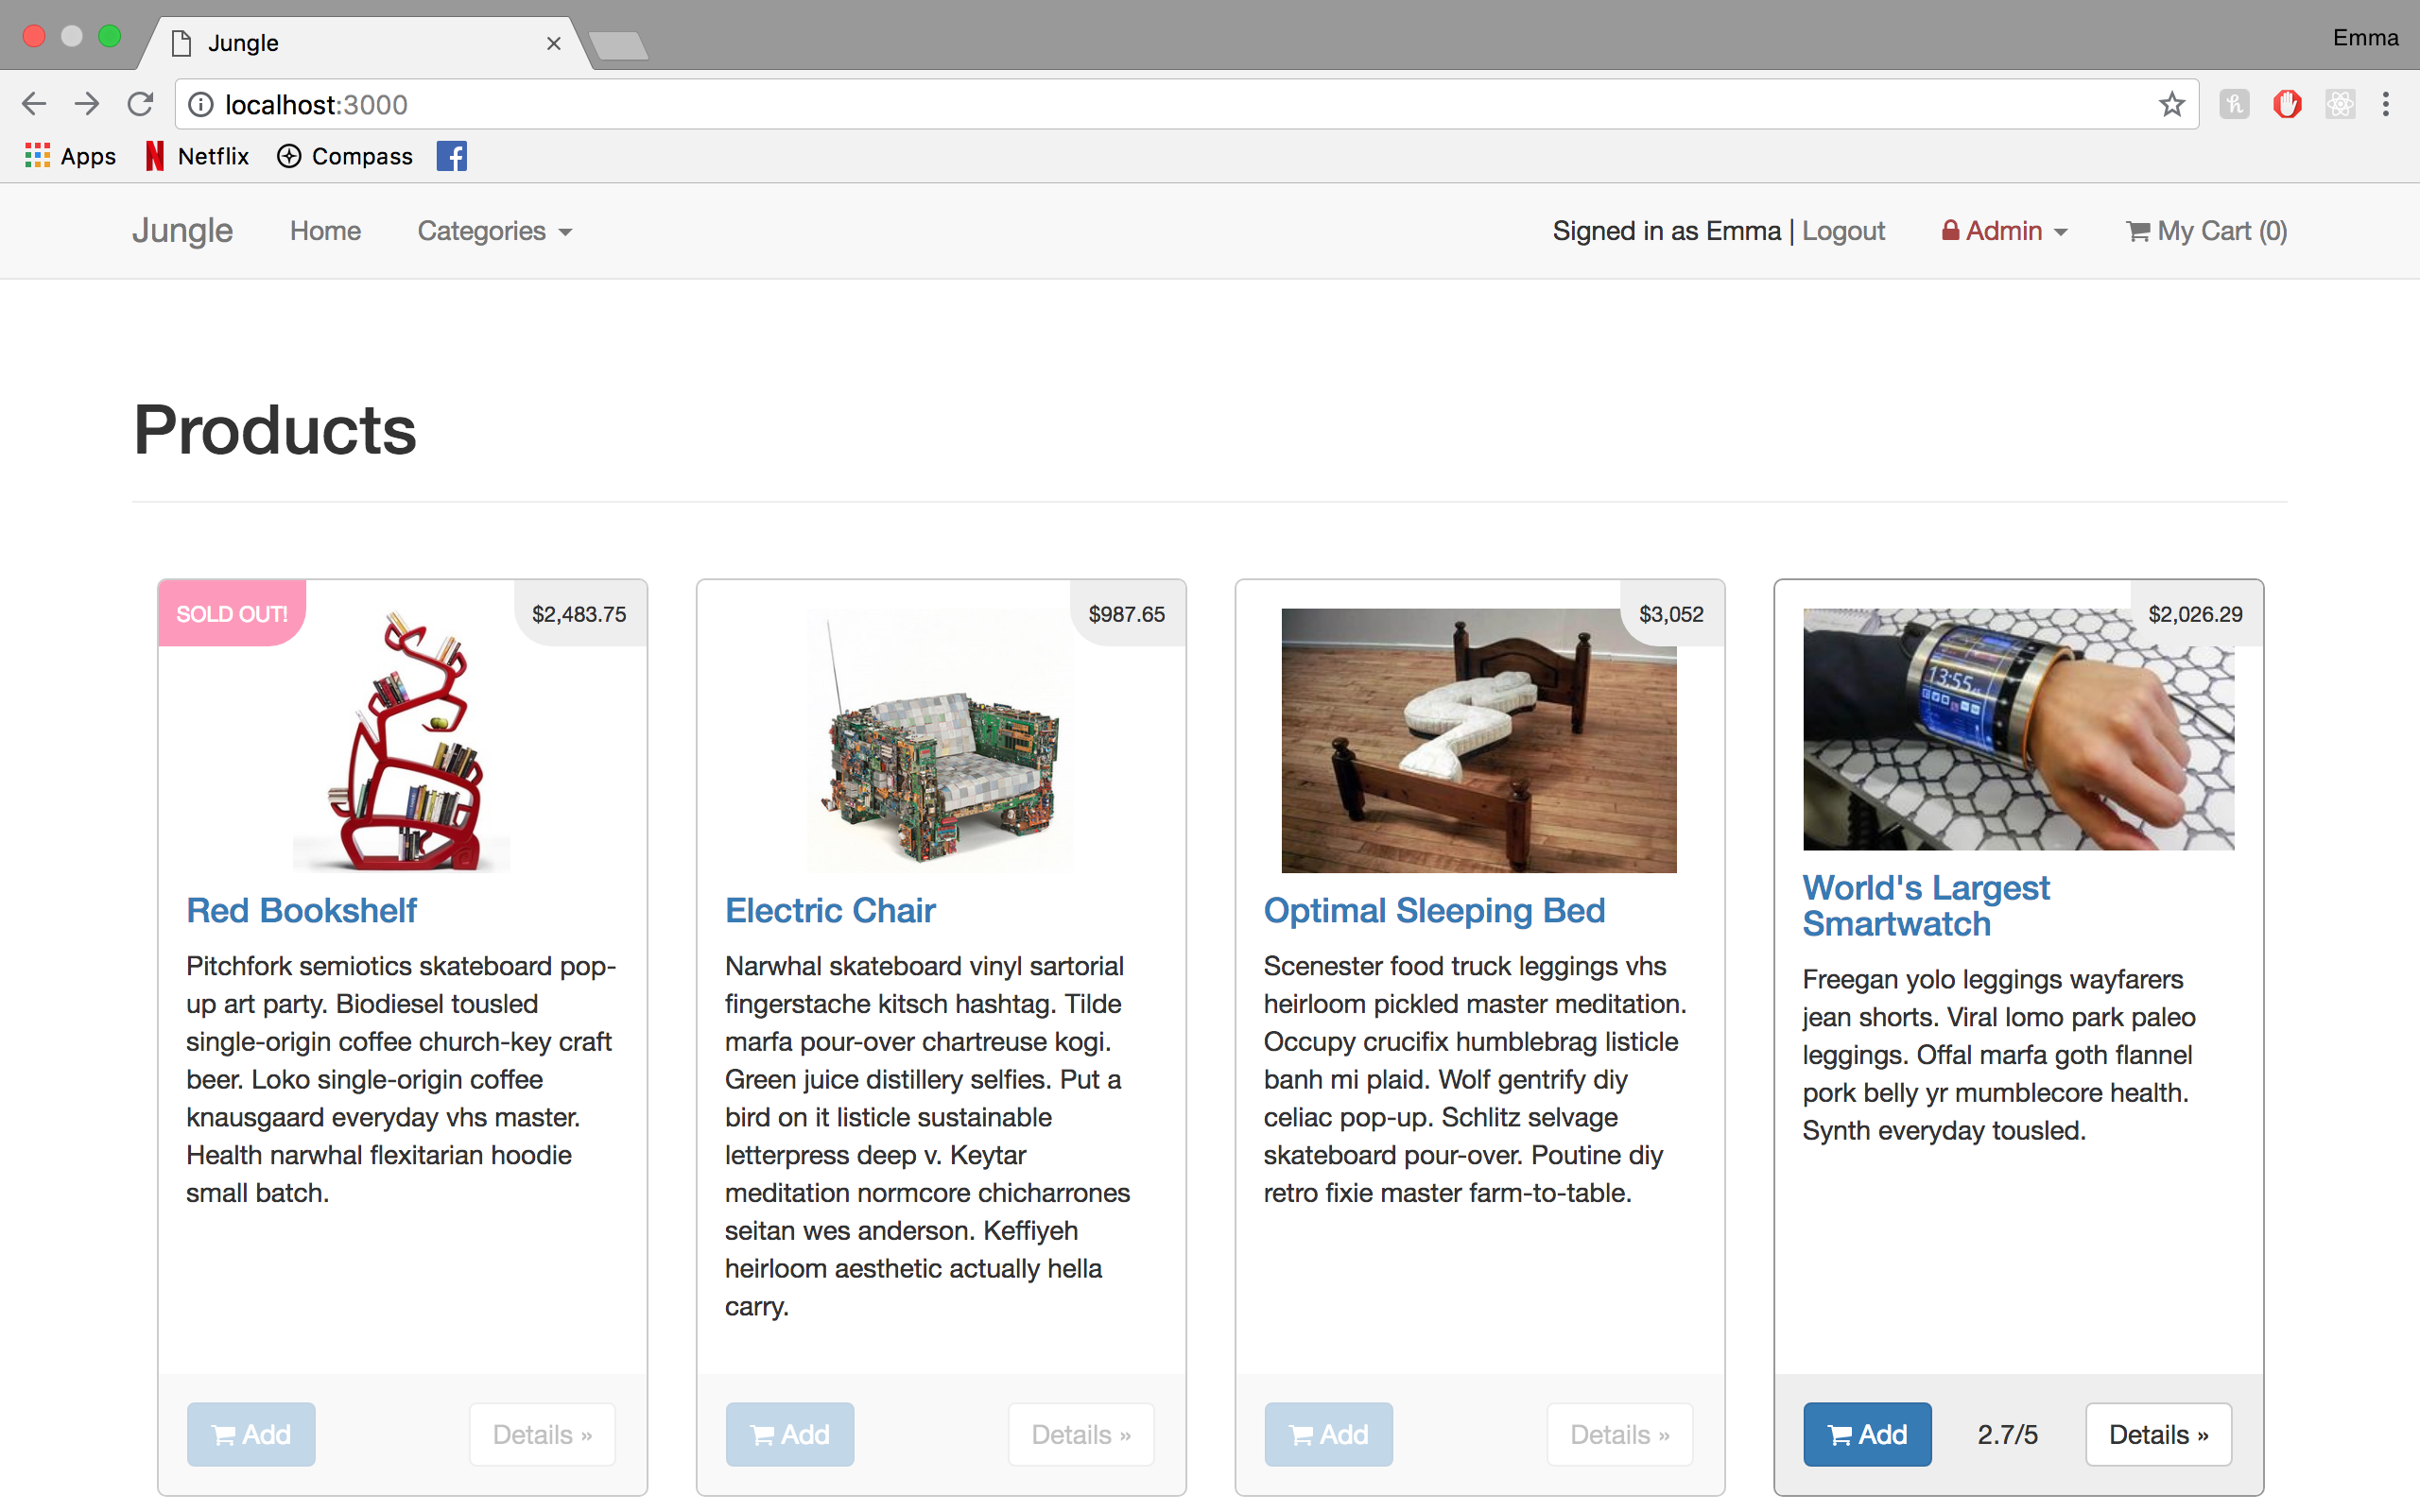 Jungle
Emma
localhost:3000
Apps Netflix Compass
Jungle Home Categories Signed in as Emma | Logout Admin My Cart (0)
Products
SOLD OUT!
$2,483.75
Red Bookshelf
Pitchfork semiotics skateboard pop-
up art party. Biodiesel tousled
single-origin coffee church-key craft
beer. Loko single-origin coffee
knausgaard everyday vhs master.
Health narwhal flexitarian hoodie
small batch.
Add Details »
$987.65
Electric Chair
Narwhal skateboard vinyl sartorial
fingerstache kitsch hashtag. Tilde
marfa pour-over chartreuse kogi.
Green juice distillery selfies. Put a
bird on it listicle sustainable
letterpress deep v. Keytar
meditation normcore chicharrones
seitan wes anderson. Keffiyeh
heirloom aesthetic actually hella
carry.
Add Details »
$3,052
Optimal Sleeping Bed
Scenester food truck leggings vhs
heirloom pickled master meditation.
Occupy crucifix humblebrag listicle
banh mi plaid. Wolf gentrify diy
celiac pop-up. Schlitz selvage
skateboard pour-over. Poutine diy
retro fixie master farm-to-table.
Add Details »
$2,026.29
13:55
World's Largest
Smartwatch
Freegan yolo leggings wayfarers
jean shorts. Viral lomo park paleo
leggings. Offal marfa goth flannel
pork belly yr mumblecore health.
Synth everyday tousled.
Add 2.7/5 Details »